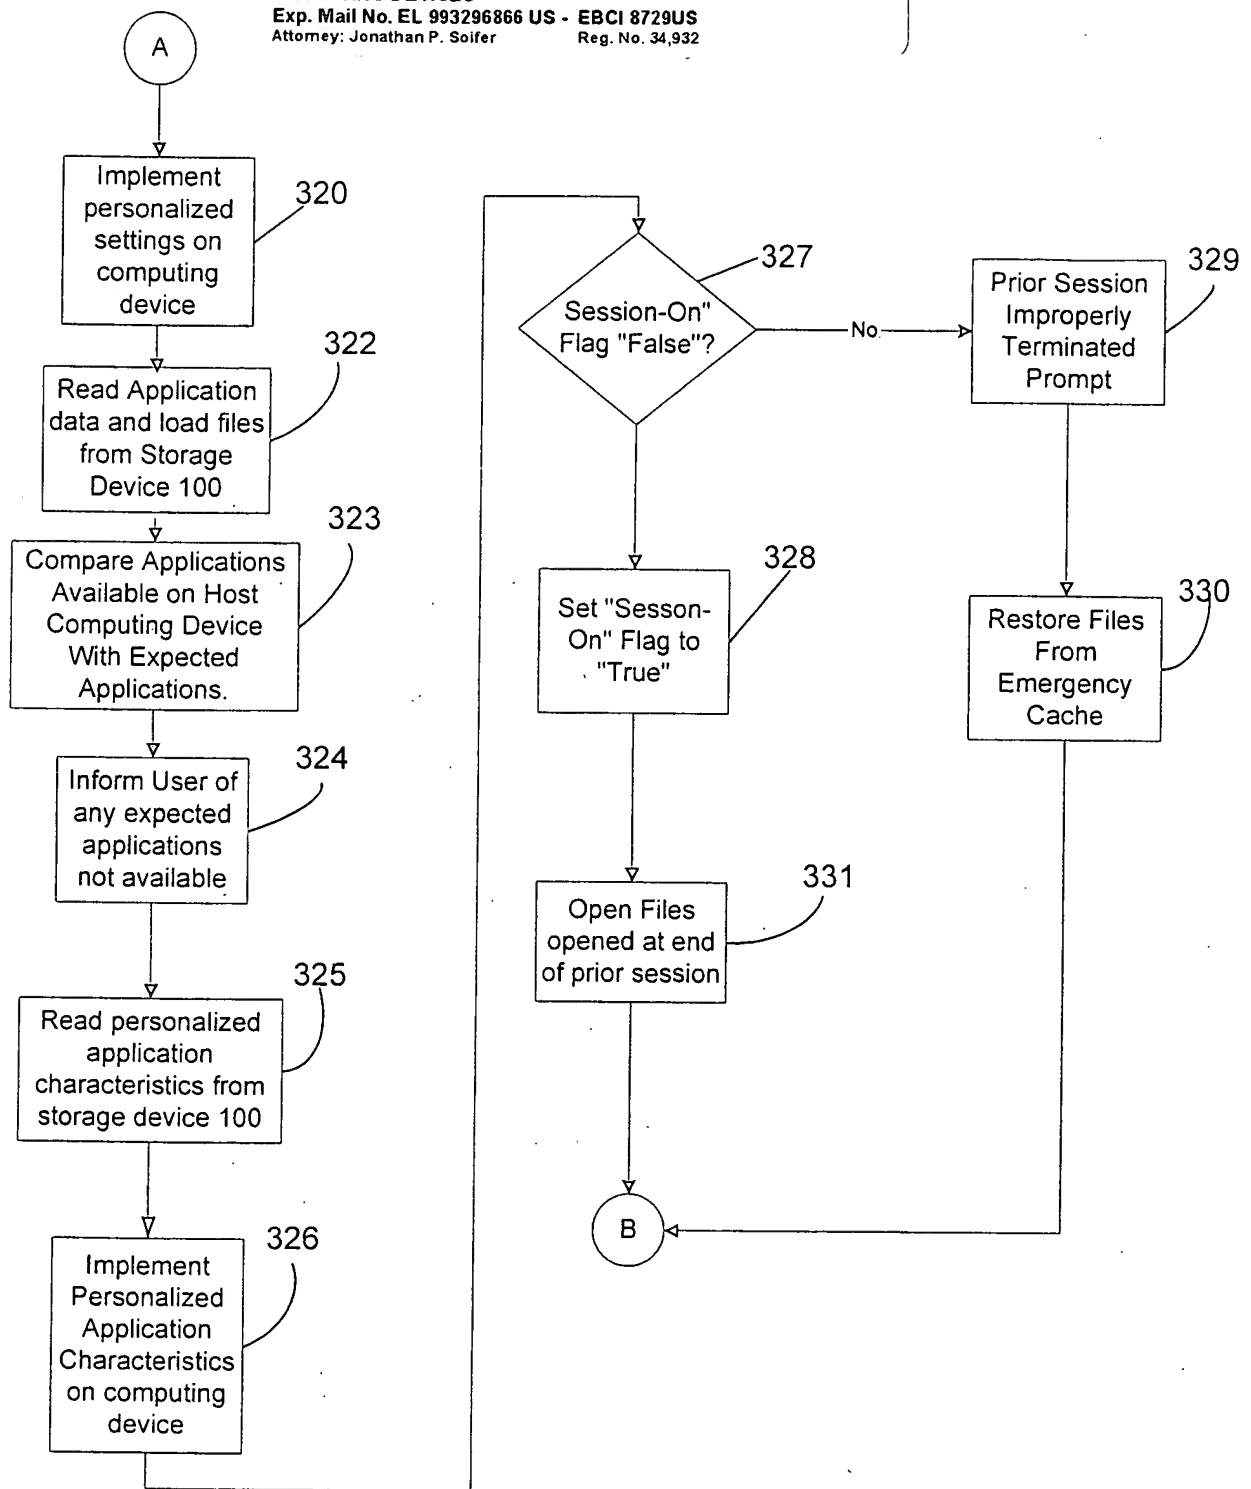 Exp. Mail No. EL 993296866 US - EBCI 8729US
Attorney: Jonathan P. Soifer Reg. No. 34,932
A
Implement
personalized
settings on
computing
device
320
Read Application
data and load files
from Storage
Device 100
322
Compare Applications
Available on Host
Computing Device
With Expected
Applications.
323
Inform User of
any expected
applications
not available
324
Read personalized
application
characteristics from
storage device 100
325
Implement
Personalized
Application
Characteristics
on computing
device
326
Session-On"
Flag "False"?
327
No
Prior Session
Improperly
Terminated
Prompt
329
Set "Sesson-
On" Flag to
"True"
328
Restore Files
From
Emergency
Cache
330
Open Files
opened at end
of prior session
331
B